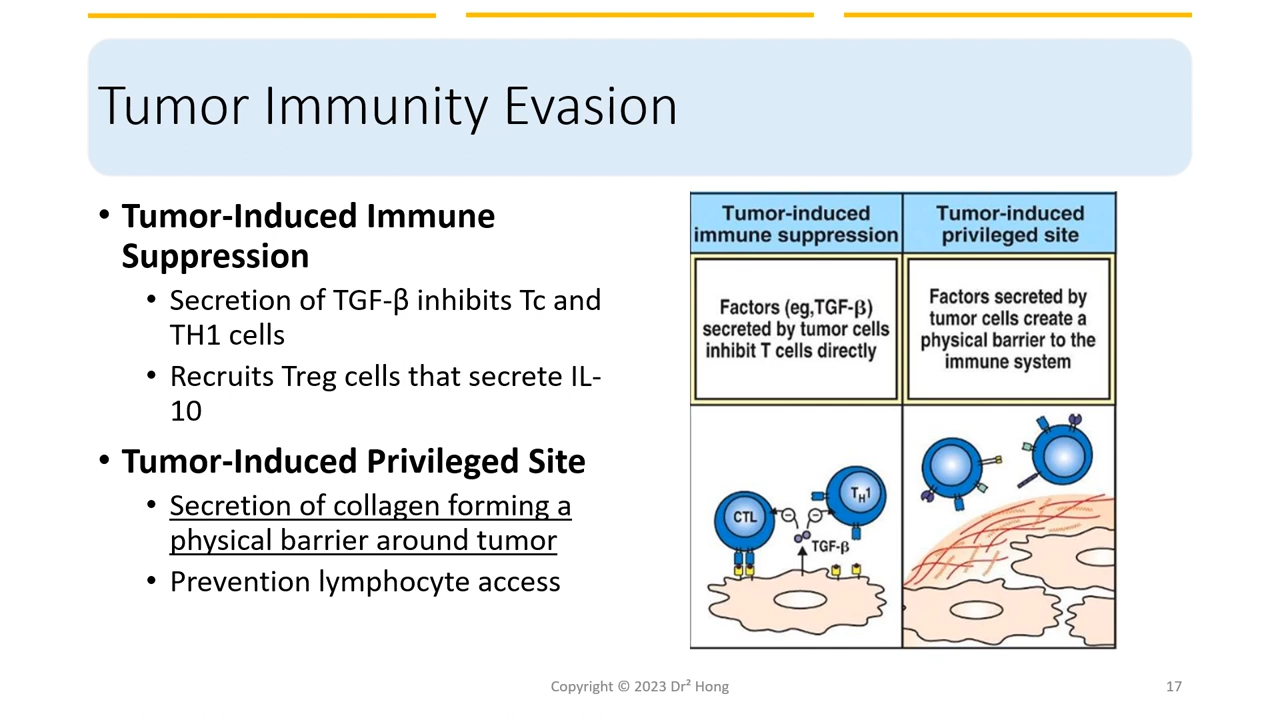 Tumor Immunity Evasion
• Tumor-Induced Immune
Suppression
• Secretion of TGF-β inhibits Tc and
TH1 cells
• Recruits Treg cells that secrete IL-
10
• Tumor-Induced Privileged Site
• Secretion of collagen forming a
physical barrier around tumor
• Prevention lymphocyte access
Tumor-induced
immune suppression
Factors (eg,TGF-β)
secreted by tumor cells
inhibit T cells directly
CTL
TH1
TGF-β
Tumor-induced
privileged site
Factors secreted by
tumor cells create a
physical barrier to the
immune system
Copyright © 2023 Dr² Hong
17